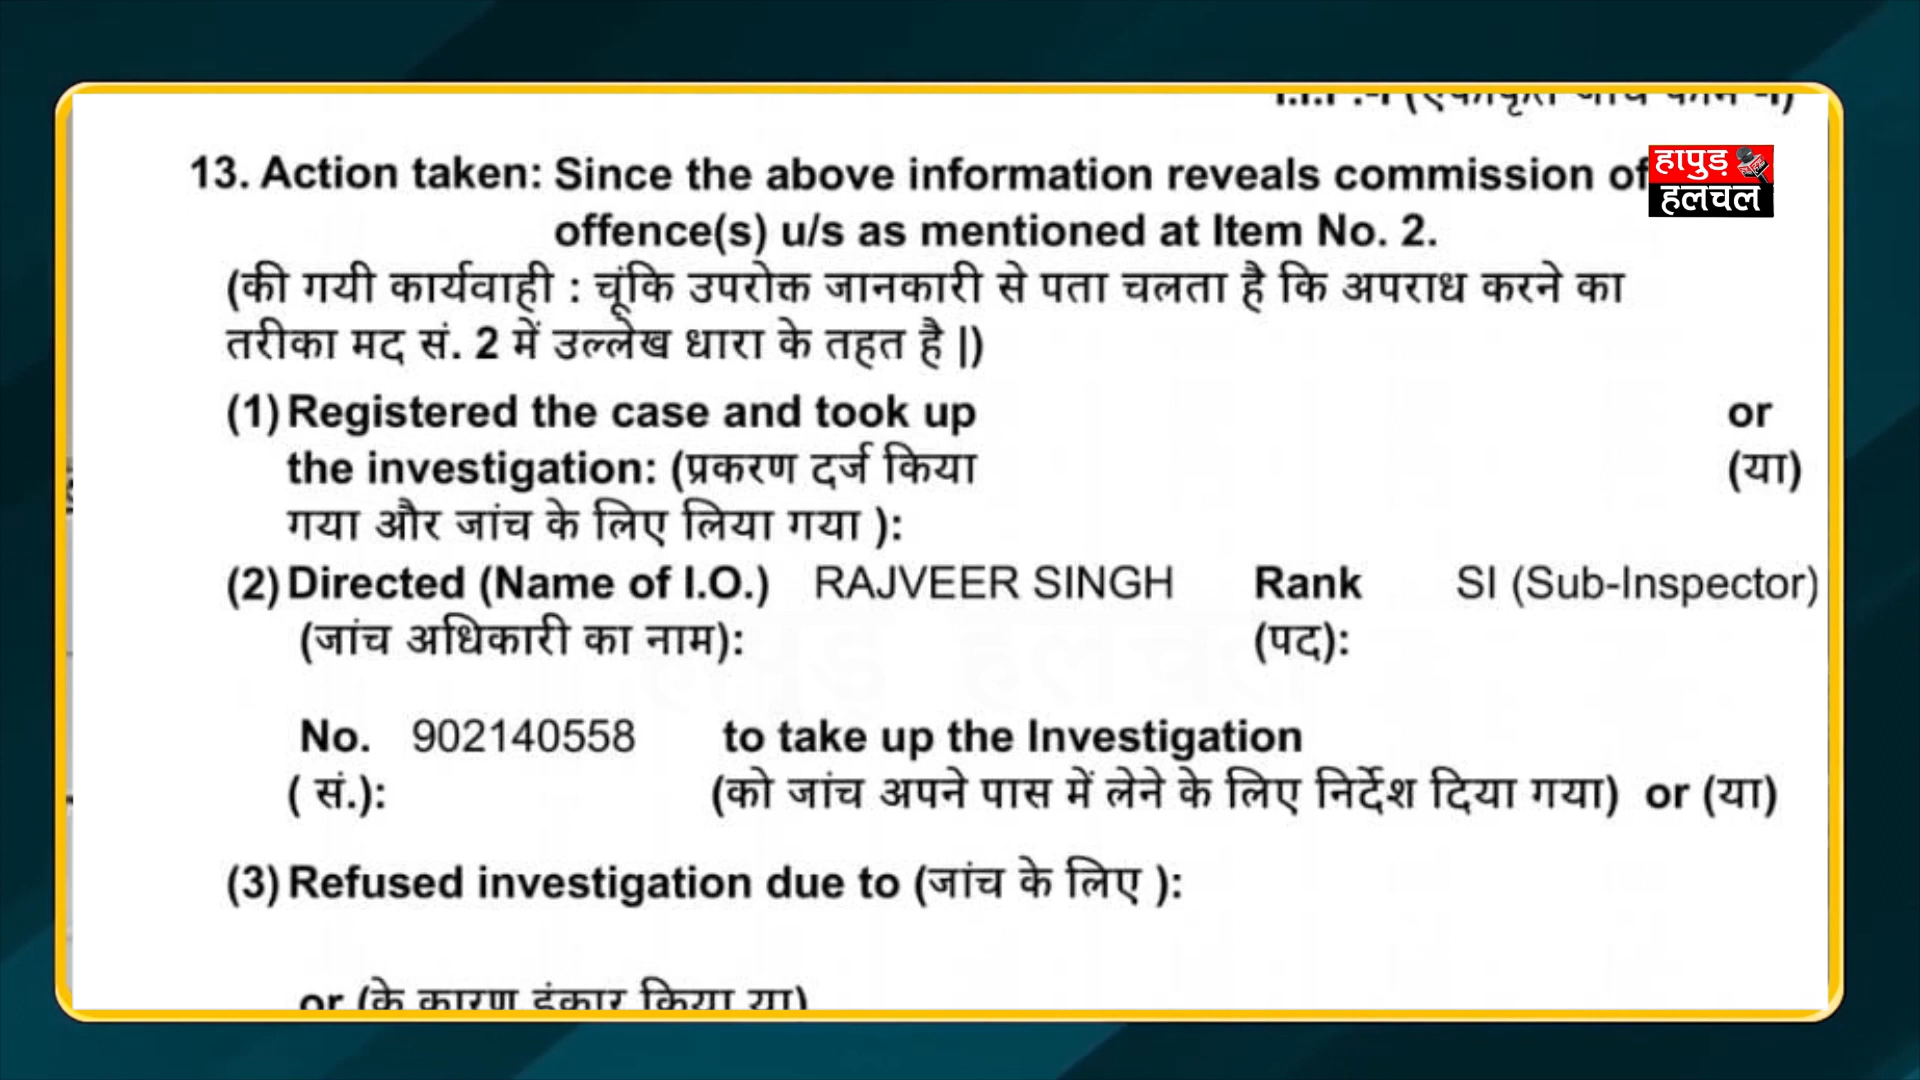 I.I.F.-I (एकीकृत जांच फॉर्म -I)
हापुड़
हलचल
13. Action taken: Since the above information reveals commission of
offence(s) u/s as mentioned at Item No. 2.
(की गयी कार्यवाही : चूंकि उपरोक्त जानकारी से पता चलता है कि अपराध करने का
तरीका मद सं. 2 में उल्लेख धारा के तहत है |)
(1) Registered the case and took up or
the investigation: (प्रकरण दर्ज किया (या)
गया और जांच के लिए लिया गया ):
(2) Directed (Name of I.O.) RAJVEER SINGH Rank SI (Sub-Inspector)
(जांच अधिकारी का नाम): (पद):
No. 902140558 to take up the Investigation
( सं.): (को जांच अपने पास में लेने के लिए निर्देश दिया गया) or (या)
(3) Refused investigation due to (जांच के लिए ):
or (के कारण इंकार किया या)